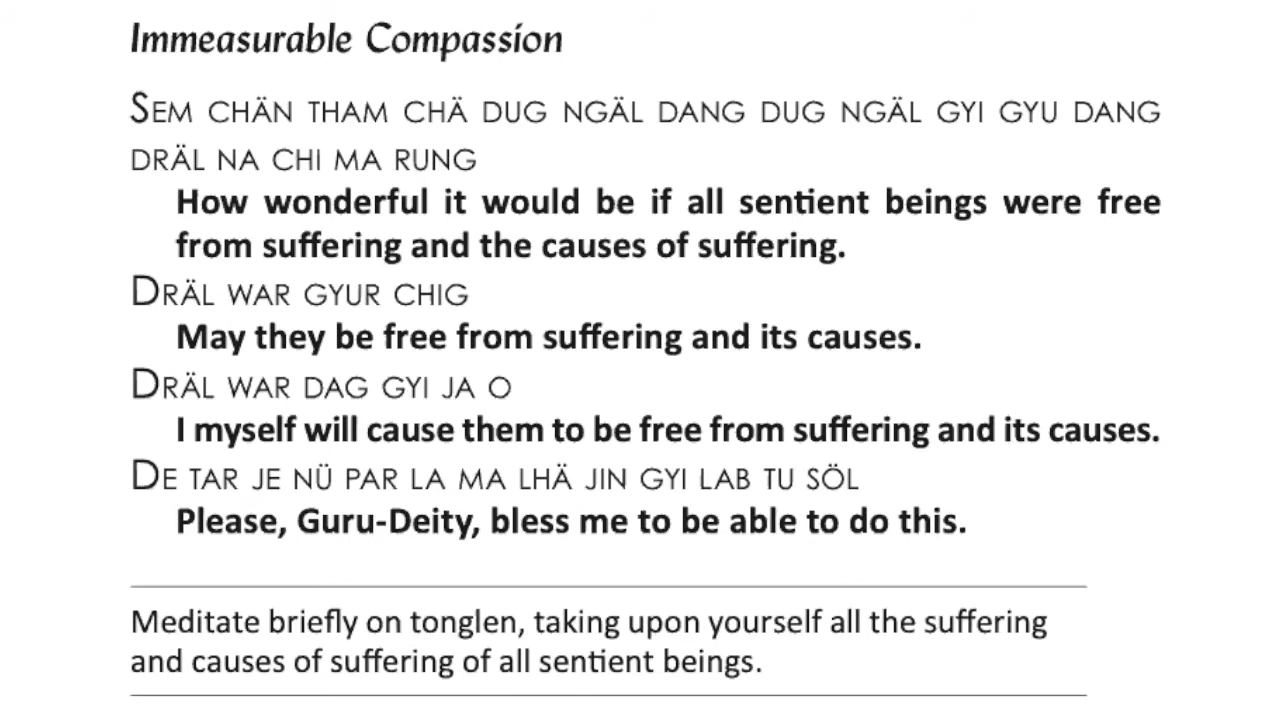 Immeasurable Compassion
SEM CHÄN THAM CHÄ DUG NGÄL DANG DUG NGÄL GYI GYU DANG
DRÄL NA CHI MA RUNG
How wonderful it would be if all sentient beings were free
from suffering and the causes of suffering.
DRÄL WAR GYUR CHIG
May they be free from suffering and its causes.
DRÄL WAR DAG GYI JA O
I myself will cause them to be free from suffering and its causes.
DE TAR JE NÜ PAR LA MA LHÄ JIN GYI LAB TU SÖL
Please, Guru-Deity, bless me to be able to do this.
Meditate briefly on tonglen, taking upon yourself all the suffering
and causes of suffering of all sentient beings.